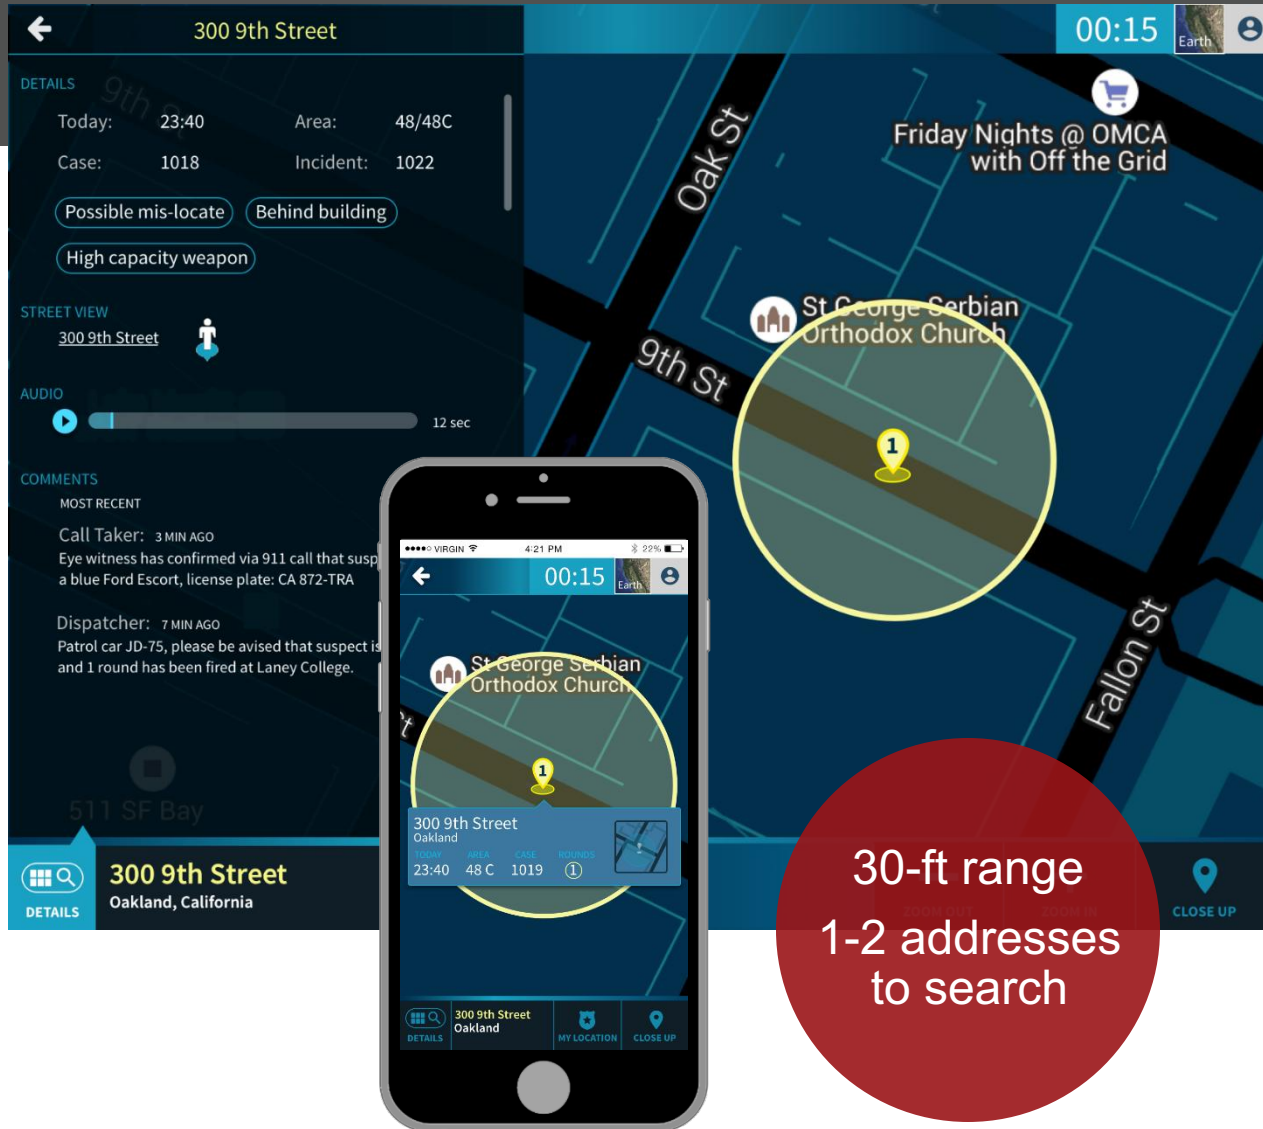 300 9th Street
00:15
Earth
DETAILS
Today: 23:40 Area: 48/48C
Case: 1018 Incident: 1022
Possible mis-locate
Behind building
High capacity weapon
STREET VIEW
300 9th Street
AUDIO
12 sec
COMMENTS
MOST RECENT
Call Taker: 3 MIN AGO
Eye witness has confirmed via 911 call that susp
a blue Ford Escort, license plate: CA 872-TRA
Dispatcher: 7 MIN AGO
Patrol car JD-75, please be avised that suspect is
and 1 round has been fired at Laney College.
511 SF Bay
DETAILS
300 9th Street
Oakland, California
9th St
Oak St
Friday Nights @ OMCA
with Off the Grid
St George Serbian
Orthodox Church
9th St
1
Fallon St
ZOOM OUT
ZOOM IN
CLOSE UP
VIRGIN
4:21 PM
22%
00:15
Earth
St George Serbian
Orthodox Church
St
1
300 9th Street
Oakland
TODAY AREA CASE ROUNDS
23:40 48 C 1019 1
DETAILS
300 9th Street
Oakland
MY LOCATION
CLOSE UP
30-ft range
1-2 addresses
to search